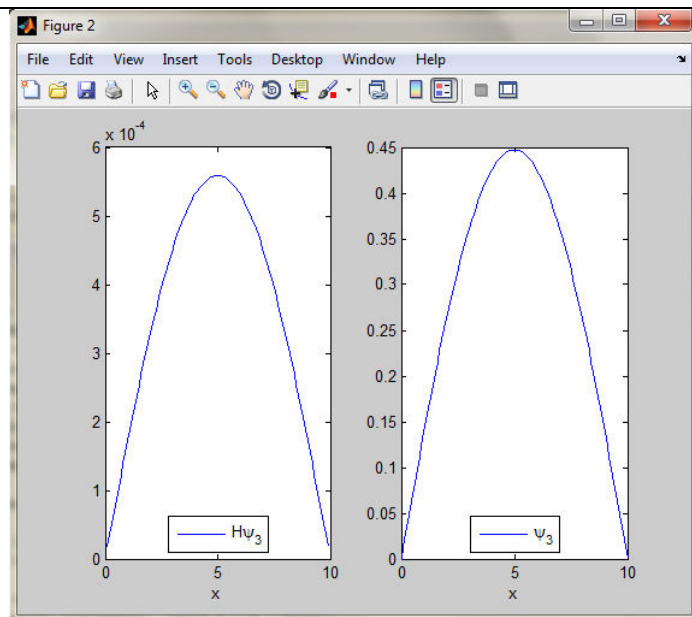 Figure 2
File Edit View Insert Tools Desktop Window Help
x 10^-4
6
5
4
3
2
1
0
0 5 10
x
Hψ_3
0.45
0.4
0.35
0.3
0.25
0.2
0.15
0.1
0.05
0
0 5 10
x
ψ_3